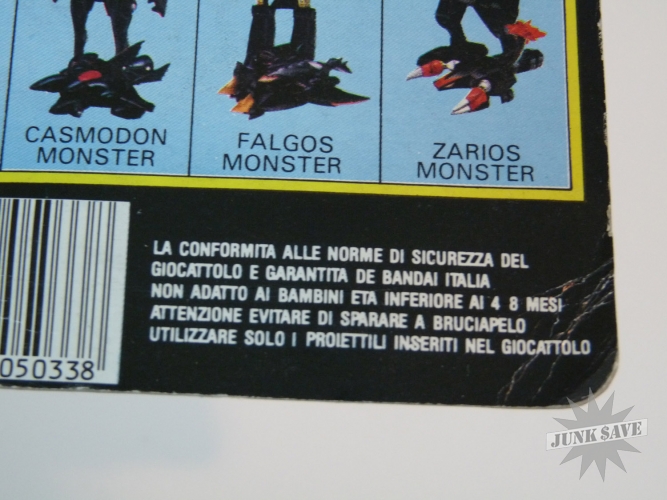 CASMODON
MONSTER
FALGOS
MONSTER
ZARIOS
MONSTER
LA CONFORMITA ALLE NORME DI SICUREZZA DEL
GIOCATTOLO E GARANTITA DE BANDAI ITALIA
NON ADATTO AI BAMBINI ETA INFERIORE AI 4 8 MESI
ATTENZIONE EVITARE DI SPARARE A BRUCIAPELO
UTILIZZARE SOLO I PROIETTILI INSERITI NEL GIOCATTOLO
050338
JUNK SAVE